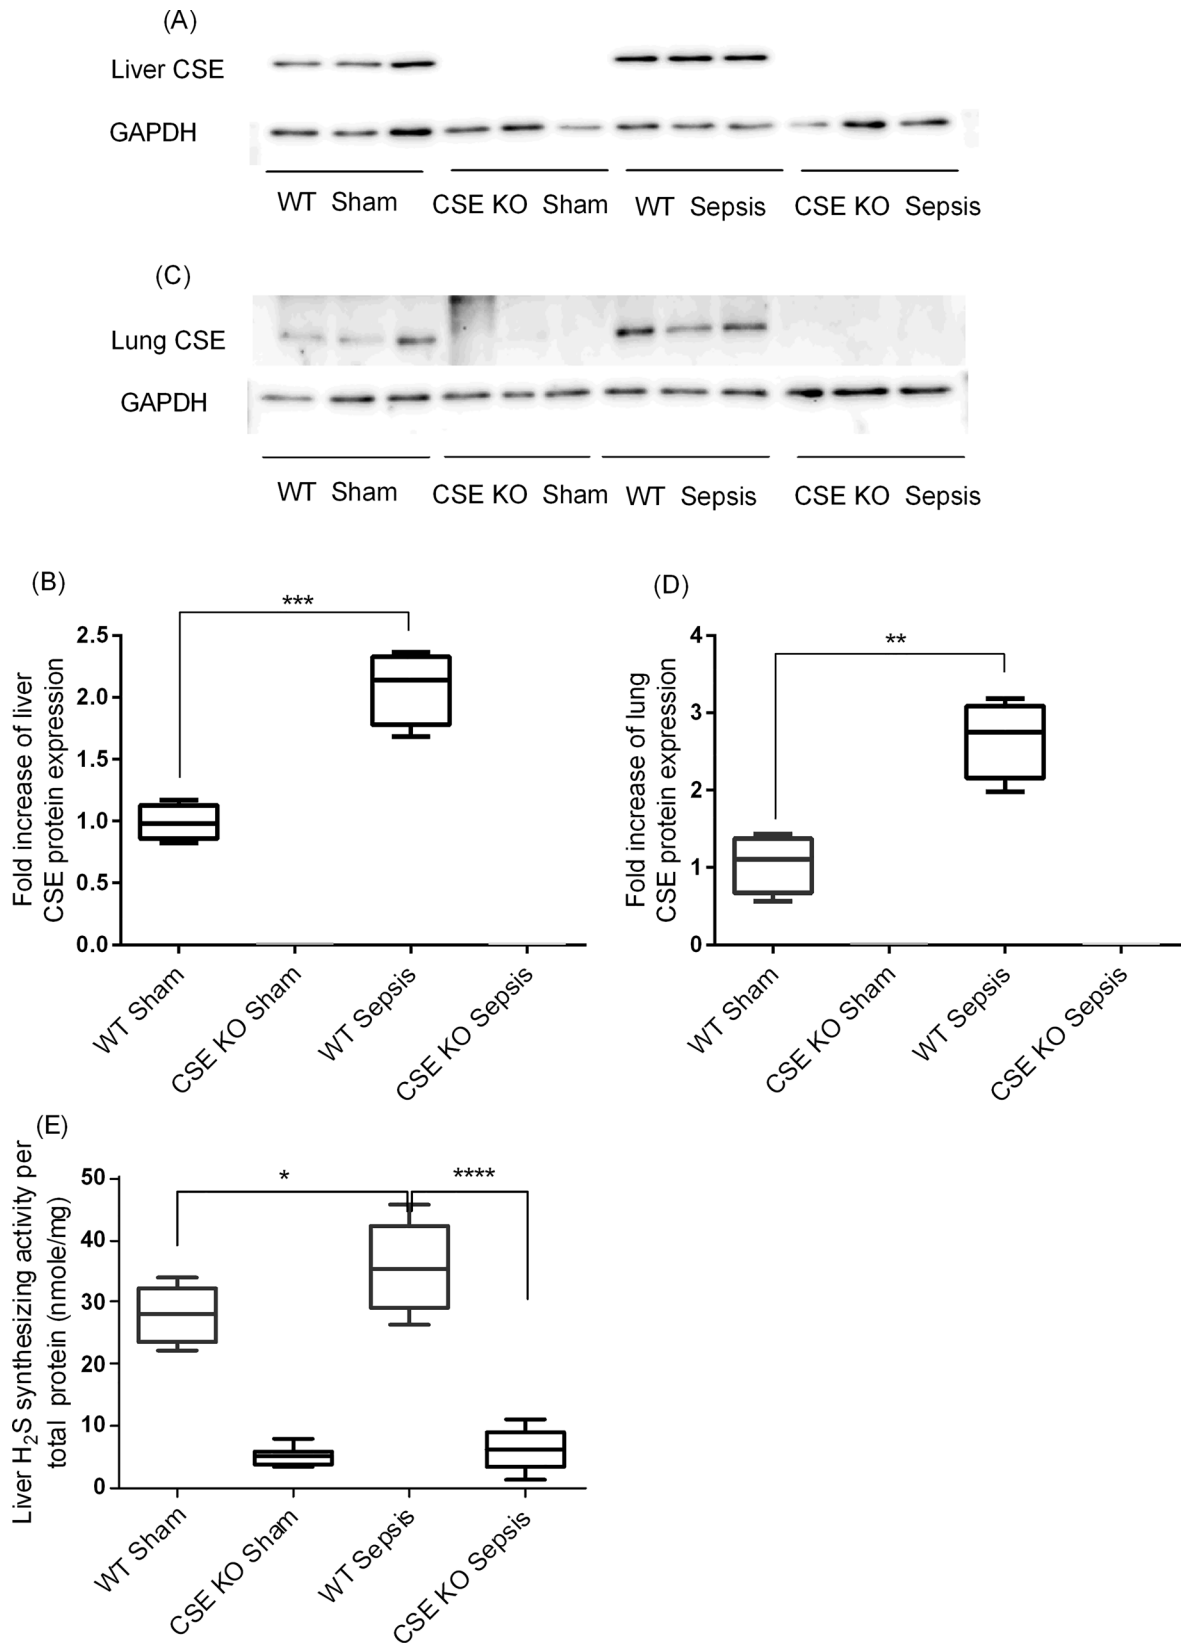 (A)
Liver CSE
GAPDH
WT Sham CSE KO Sham WT Sepsis CSE KO Sepsis
(C)
Lung CSE
GAPDH
WT Sham CSE KO Sham WT Sepsis CSE KO Sepsis
(B)
Fold increase of liver
CSE protein expression
***
2.5
2.0
1.5
1.0
0.5
0.0
WT Sham
CSE KO Sham
WT Sepsis
CSE KO Sepsis
(D)
Fold increase of lung
CSE protein expression
**
4
3
2
1
0
WT Sham
CSE KO Sham
WT Sepsis
CSE KO Sepsis
(E)
Liver H₂S synthesizing activity per
total protein (nmole/mg)
* ****
50
40
30
20
10
0
WT Sham
CSE KO Sham
WT Sepsis
CSE KO Sepsis